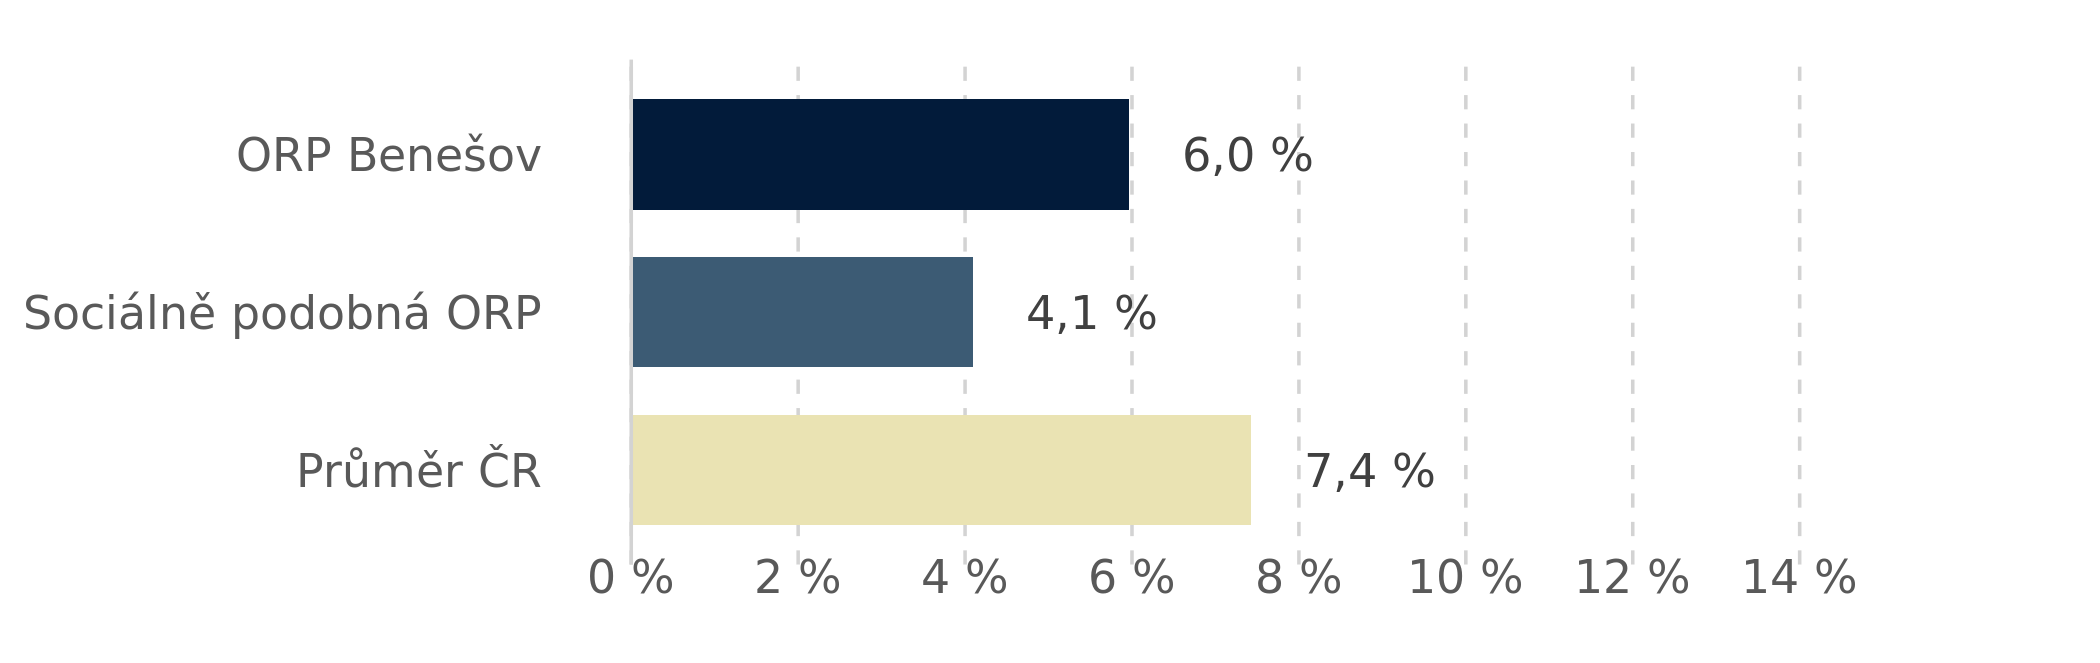 ORP Benešov
6,0 %
Sociálně podobná ORP
4,1 %
Průměr ČR
7,4 %
0 % 2 % 4 % 6 % 8 % 10 % 12 % 14 %